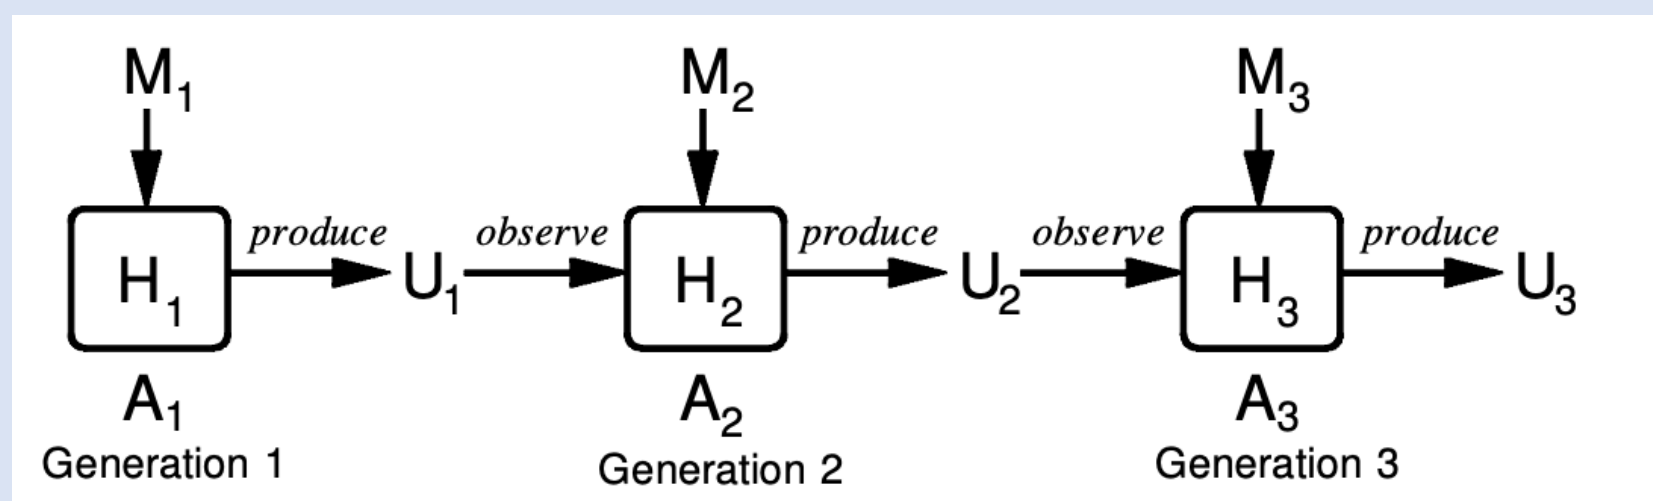 M₁ M₂ M₃
produce observe produce observe produce
H₁ U₁ H₂ U₂ H₃ U₃
A₁ A₂ A₃
Generation 1 Generation 2 Generation 3